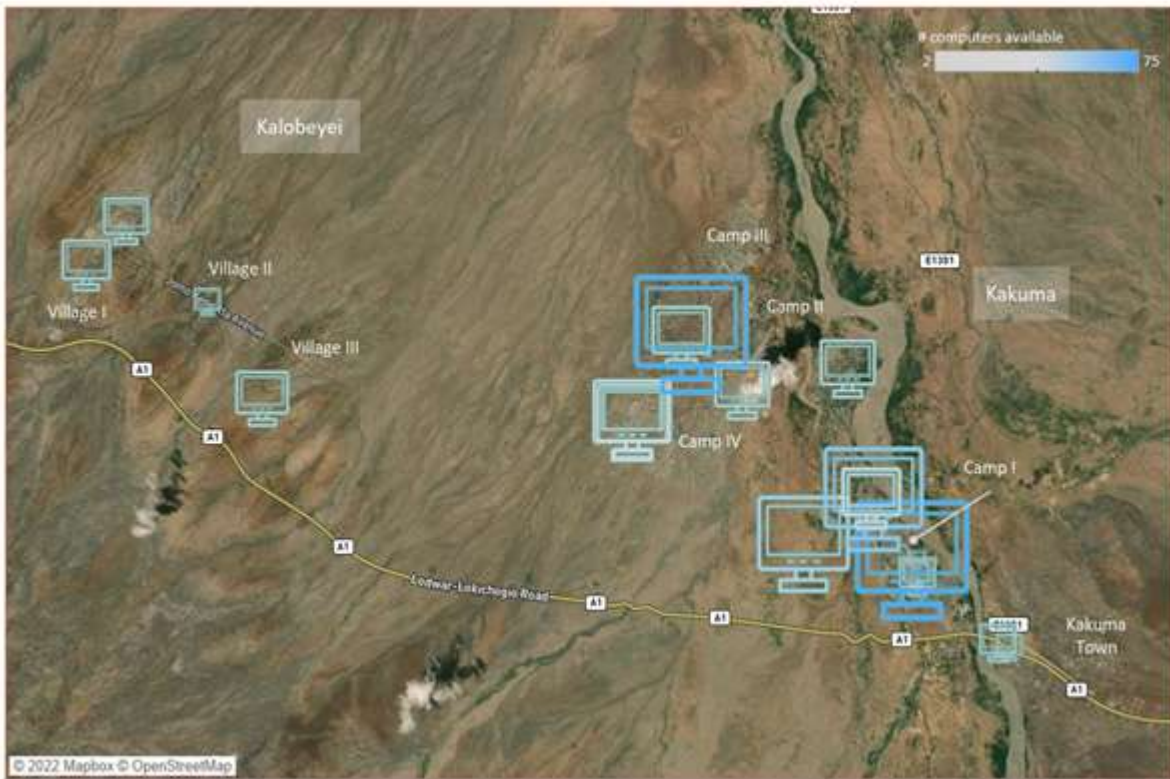 # computers available
2
75
Kalobeyei
Camp III
E1301
Village II
Kakuma
Village I
Camp II
Village III
A1
A1
Camp IV
Camp I
A1
Lodwar-Lokichogio Road
A1
A1
A1
Kakuma
Town
A1
© 2022 Mapbox © OpenStreetMap